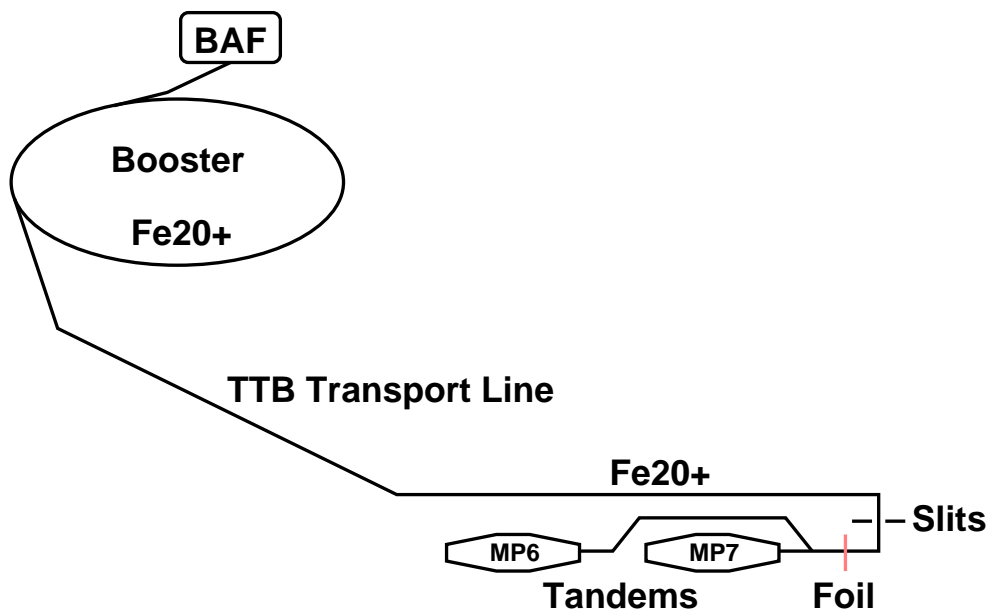 BAF
Booster
Fe20+
TTB Transport Line
Fe20+
Slits
MP6
MP7
Tandems
Foil